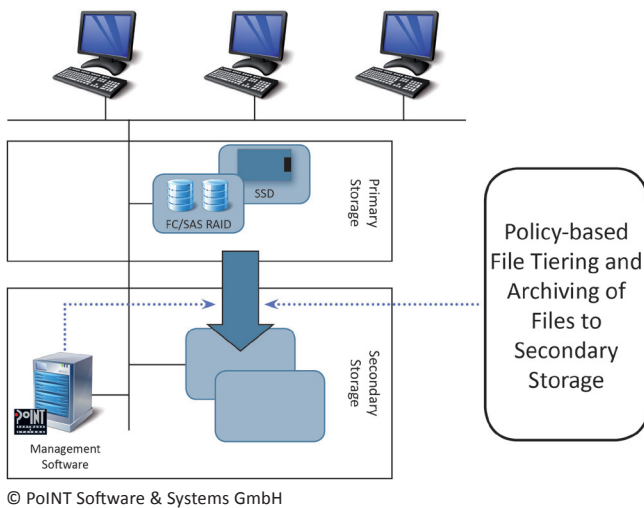 SSD
FC/SAS RAID
Primary
Storage
Policy-based
File Tiering and
Archiving of
Files to
Secondary
Storage
Secondary
Storage
PoINT
Management
Software
© PoINT Software & Systems GmbH